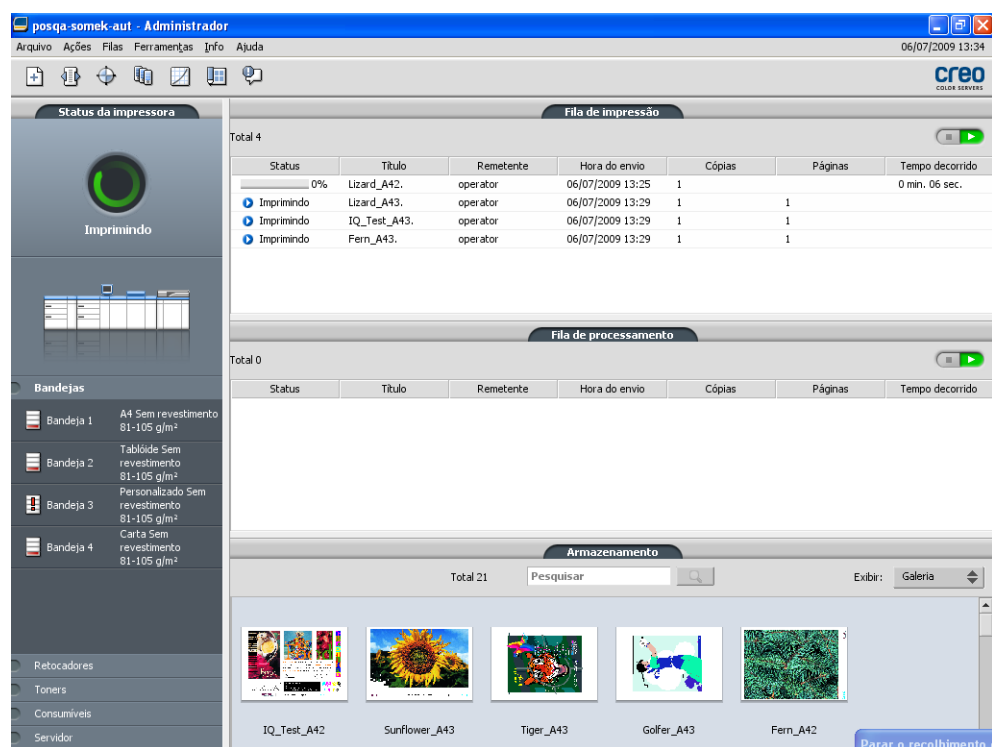 posqa-somek-aut - Administrador
Arquivo Ações Filas Ferramentas Info Ajuda 06/07/2009 13:34
creo
COLOR SERVERS
Status da impressora
Imprimindo
Bandejas
Bandeja 1 A4 Sem revestimento
81-105 g/m²
Bandeja 2 Tablóide Sem
revestimento
81-105 g/m²
Bandeja 3 Personalizado Sem
revestimento
81-105 g/m²
Bandeja 4 Carta Sem
revestimento
81-105 g/m²
Retocadores
Toners
Consumíveis
Servidor
Fila de impressão
Total 4
Status Título Remetente Hora do envio Cópias Páginas Tempo decorrido
0% Lizard_A42. operator 06/07/2009 13:25 1 0 min. 06 sec.
Imprimindo Lizard_A43. operator 06/07/2009 13:29 1 1
Imprimindo IQ_Test_A43. operator 06/07/2009 13:29 1 1
Imprimindo Fern_A43. operator 06/07/2009 13:29 1 1
Fila de processamento
Total 0
Status Título Remetente Hora do envio Cópias Páginas Tempo decorrido
Armazenamento
Total 21 Pesquisar Exibir: Galeria
IQ_Test_A42 Sunflower_A43 Tiger_A43 Golfer_A43 Fern_A42
Parar o recolhimento